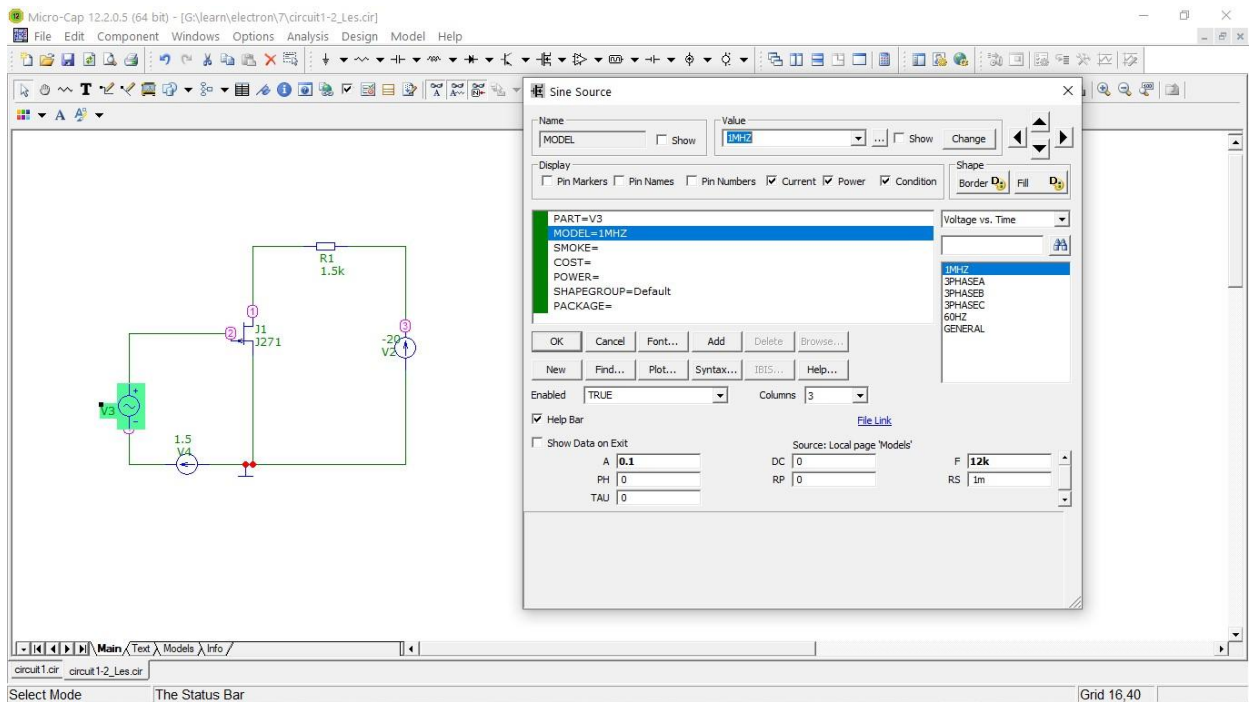 Micro-Cap 12.2.0.5 (64 bit) - [G:\learn\electron\7\circuit1-2_Les.cir]
File Edit Component Windows Options Analysis Design Model Help
Sine Source
Name
MODEL
Show
Value
1MHZ
...
Show
Change
Display
Pin Markers
Pin Names
Pin Numbers
Current
Power
Condition
Shape
Border
Fill
PART=V3
MODEL=1MHZ
SMOKE=
COST=
POWER=
SHAPEGROUP=Default
PACKAGE=
Voltage vs. Time
1MHZ
3PHASEA
3PHASEB
3PHASEC
60HZ
GENERAL
OK Cancel Font... Add Delete Browse...
New Find... Plot... Syntax... IBIS... Help...
Enabled TRUE
Columns 3
Help Bar
File Link
Show Data on Exit
Source: Local page 'Models'
A 0.1 DC 0 F 12k
PH 0 RP 0 RS 1m
TAU 0
R1
1.5k
1
2
J1
J271
3
-20
V2
V3
1.5
V4
Main Text Models Info
circuit1.cir circuit1-2_Les.cir
Select Mode
The Status Bar
Grid 16,40